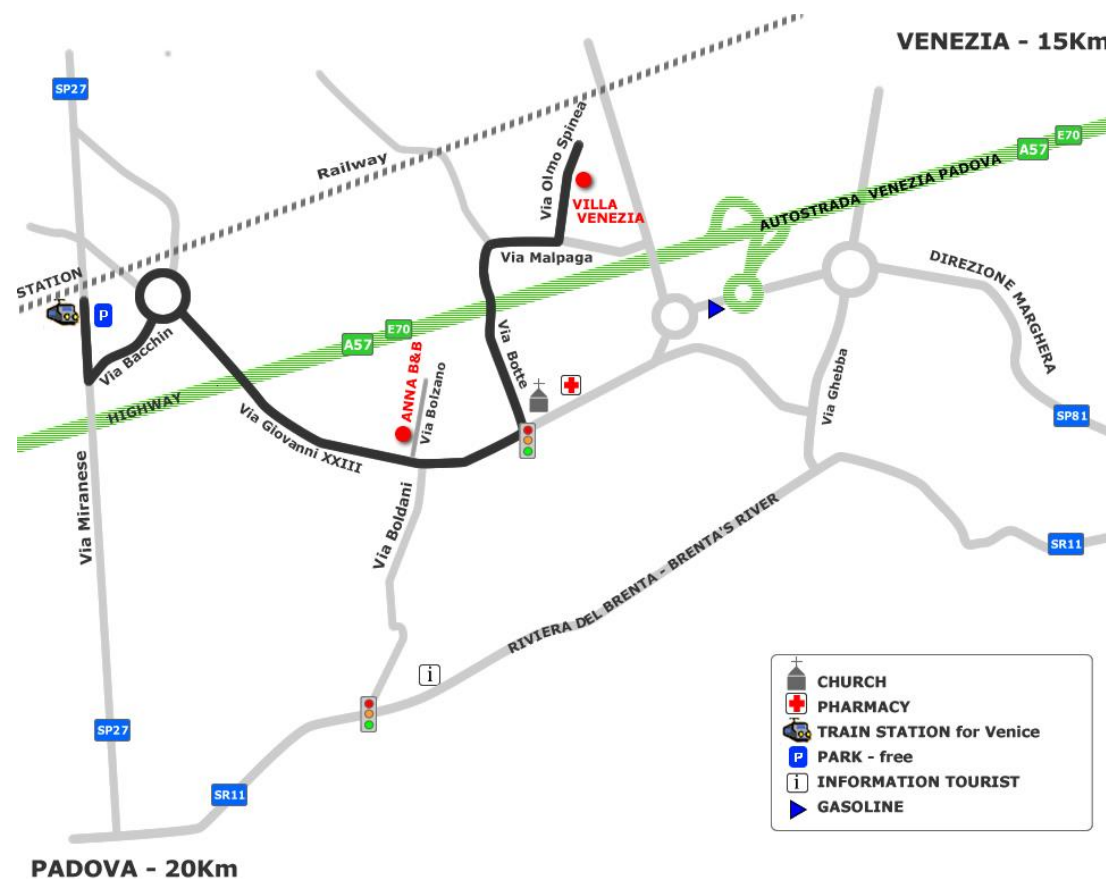 VENEZIA - 15Km
SP27
E70
A57
Railway
Via Olmo Spinea
VILLA
VENEZIA
AUTOSTRADA VENEZIA PADOVA
Via Malpaga
DIREZIONE MARGHERA
STATION
P
Via Bacchin
E70
A57
HIGHWAY
ANNA B&B
Via Bolzano
Via Botte
Via Ghebba
SP81
Via Giovanni XXIII
Via Miranese
Via Boldani
SR11
RIVIERA DEL BRENTA - BRENTA'S RIVER
i
SP27
SR11
CHURCH
PHARMACY
TRAIN STATION for Venice
P PARK - free
i INFORMATION TOURIST
GASOLINE
PADOVA - 20Km